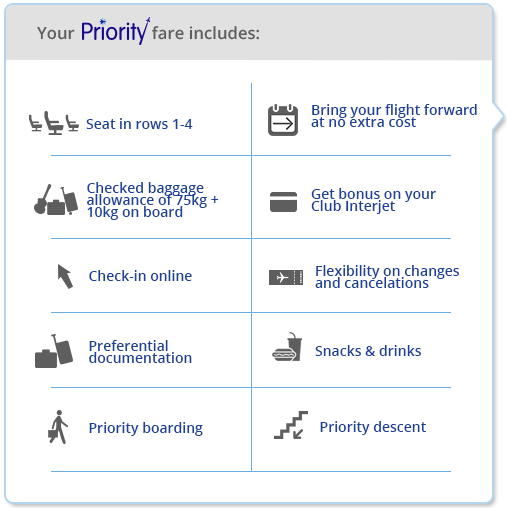 Your Priority fare includes:
Seat in rows 1-4
Bring your flight forward
at no extra cost
Checked baggage
allowance of 75kg +
10kg on board
Get bonus on your
Club Interjet
Check-in online
Flexibility on changes
and cancelations
Preferential
documentation
Snacks & drinks
Priority boarding
Priority descent